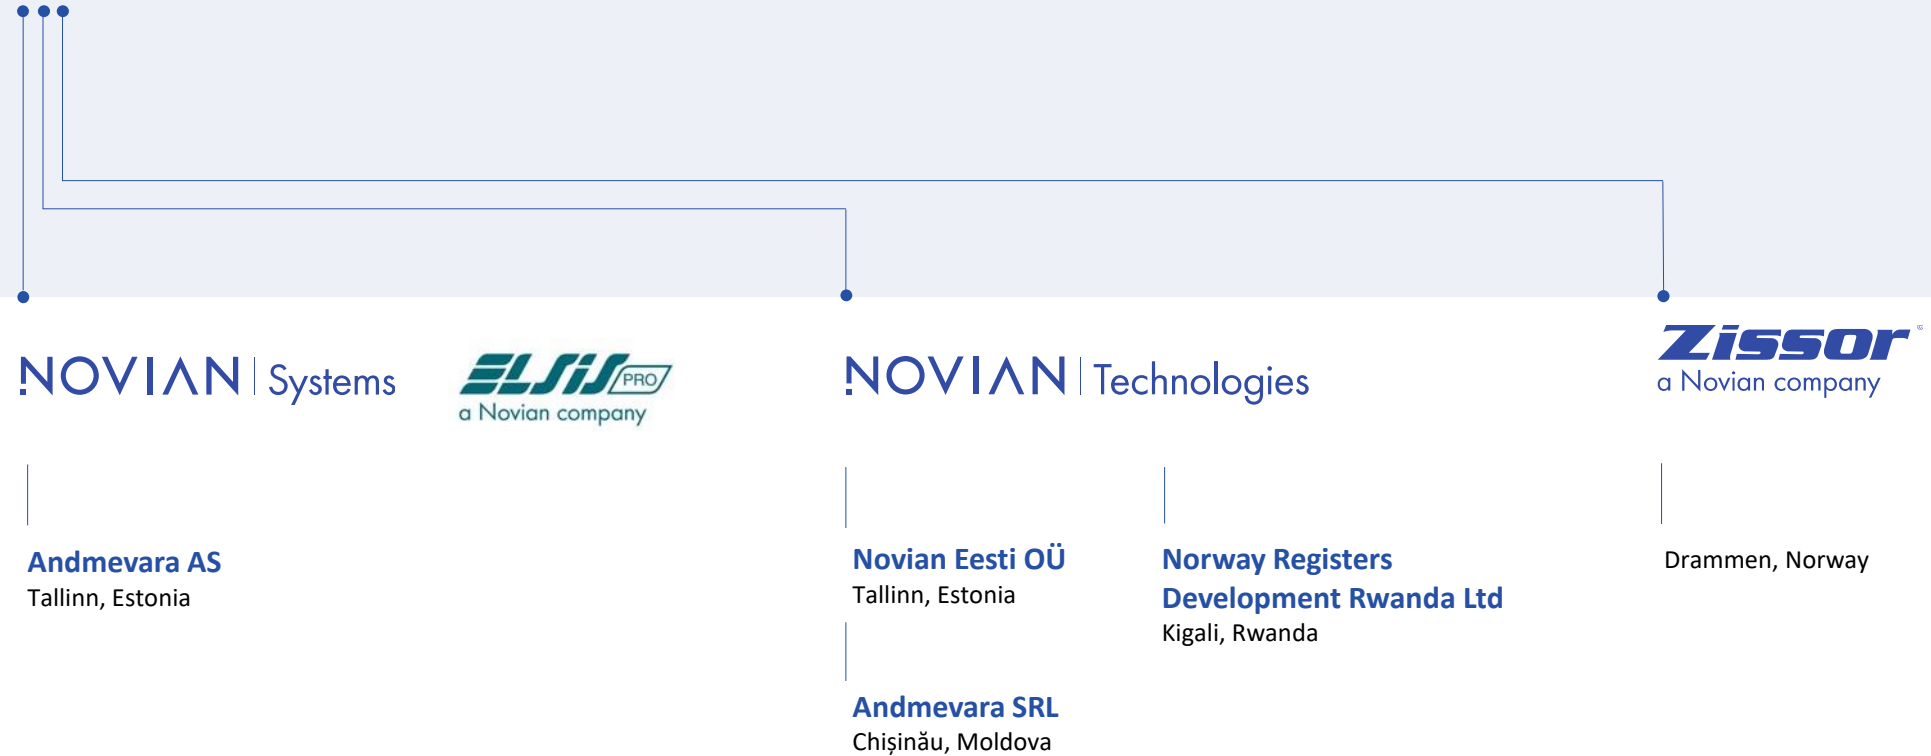 NOVIAN | Systems
ELSIS PRO
a Novian company
NOVIAN | Technologies
Zissor
a Novian company
Andmevara AS
Tallinn, Estonia
Novian Eesti OÜ
Tallinn, Estonia
Andmevara SRL
Chișinău, Moldova
Norway Registers
Development Rwanda Ltd
Kigali, Rwanda
Drammen, Norway